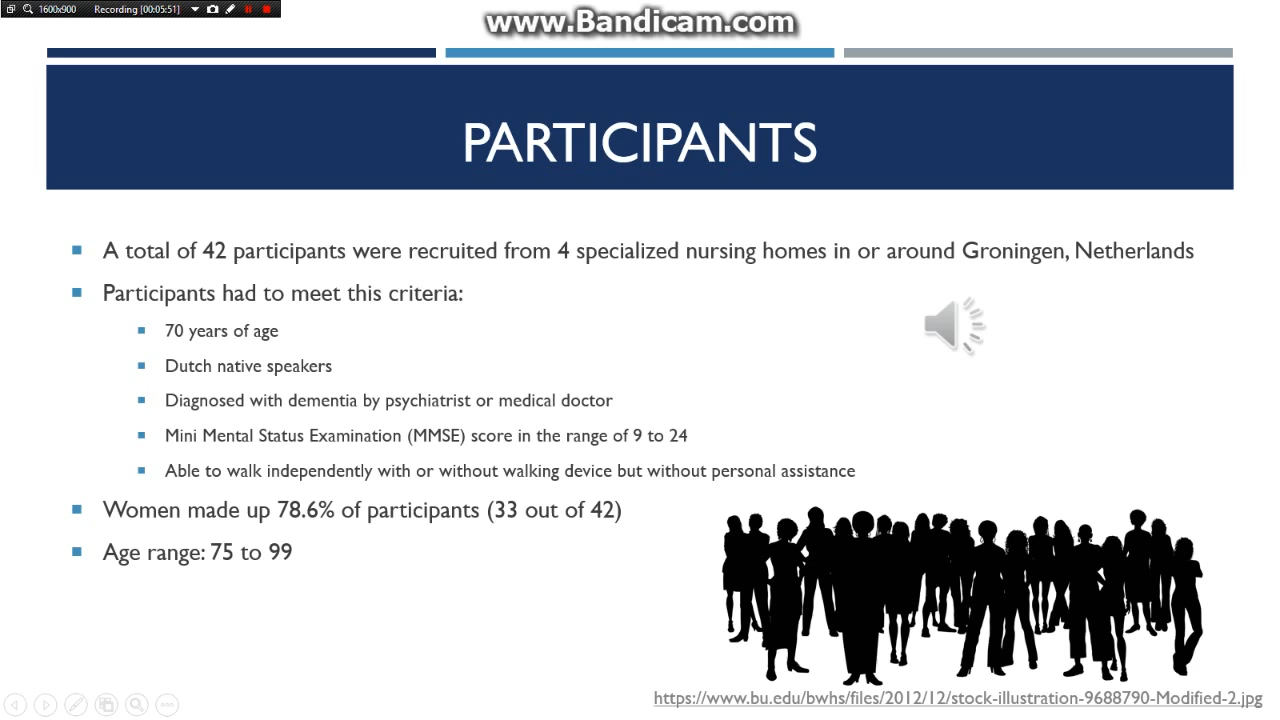 1600x900 Recording [00:05:51]
www.Bandicam.com
PARTICIPANTS
A total of 42 participants were recruited from 4 specialized nursing homes in or around Groningen, Netherlands
Participants had to meet this criteria:
70 years of age
Dutch native speakers
Diagnosed with dementia by psychiatrist or medical doctor
Mini Mental Status Examination (MMSE) score in the range of 9 to 24
Able to walk independently with or without walking device but without personal assistance
Women made up 78.6% of participants (33 out of 42)
Age range: 75 to 99
https://www.bu.edu/bwhs/files/2012/12/stock-illustration-9688790-Modified-2.jpg